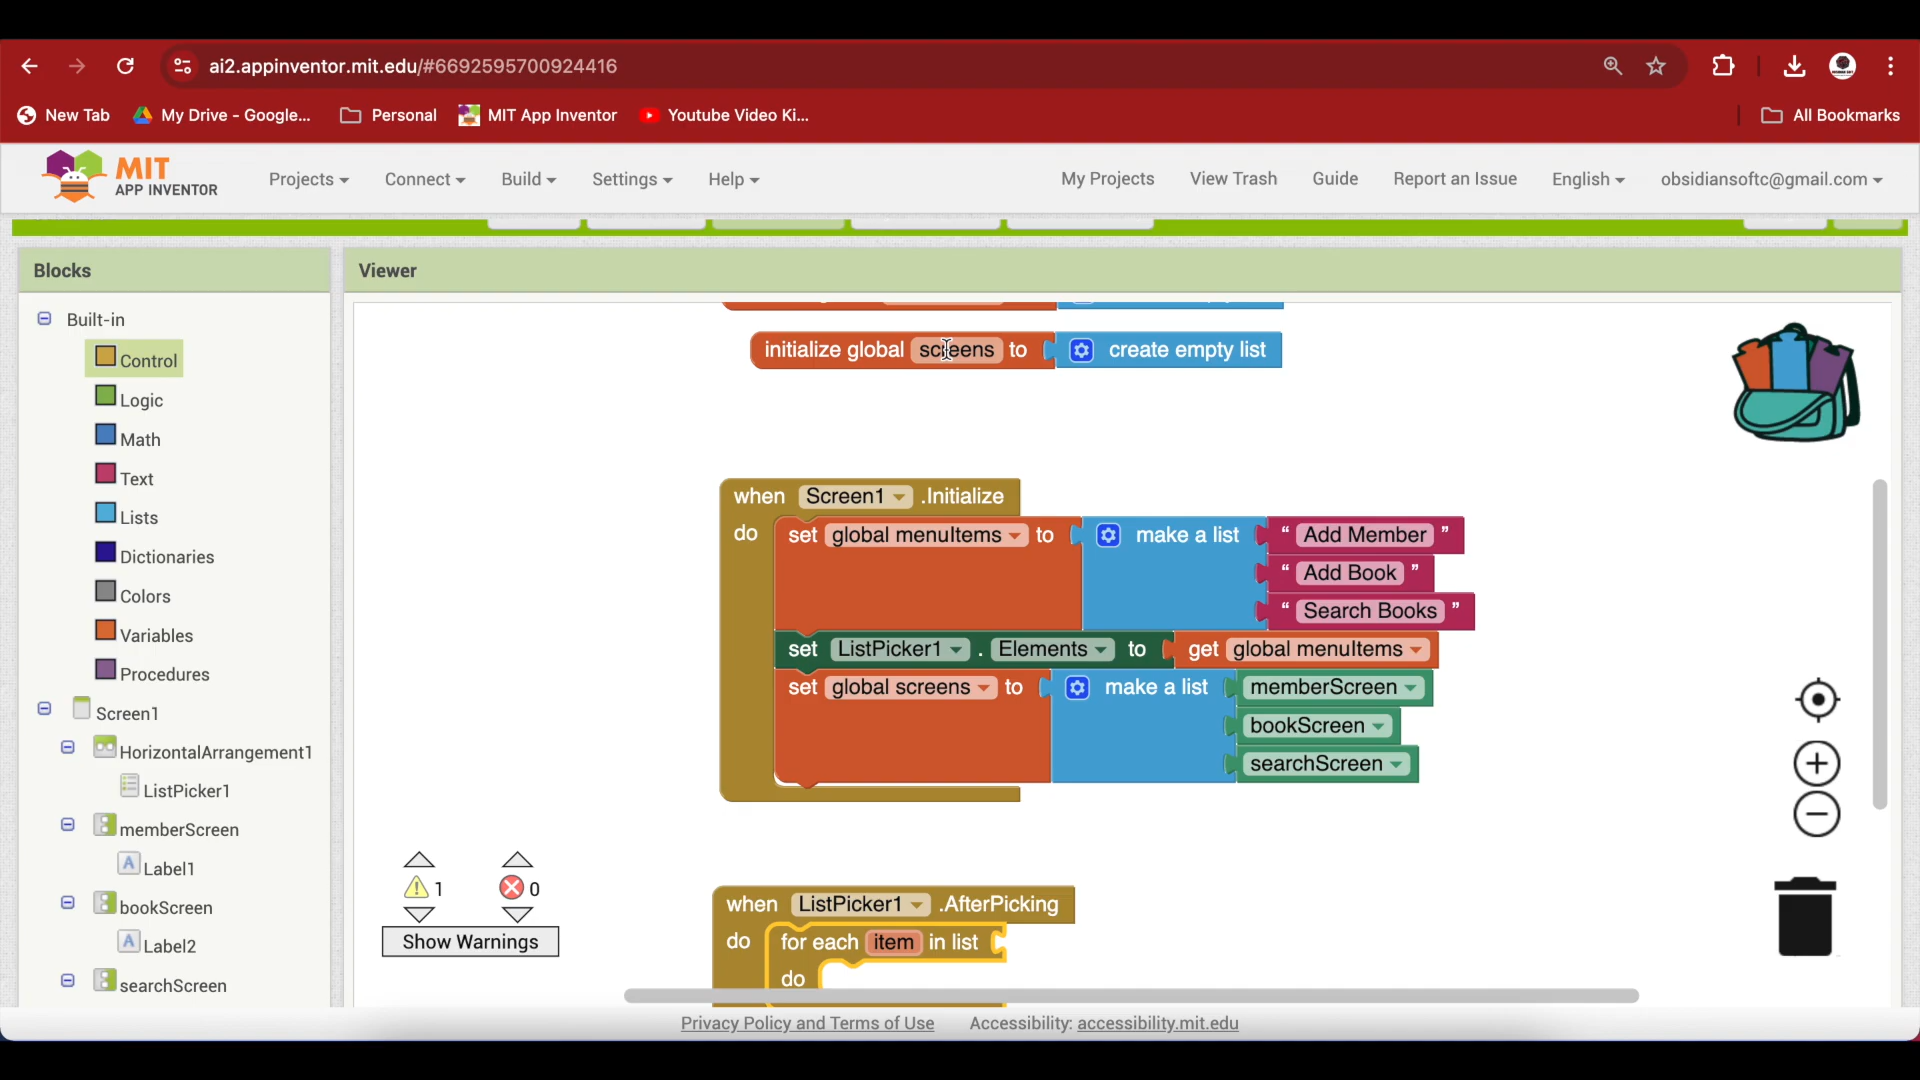 ai2.appinventor.mit.edu/#6692595700924416
New Tab My Drive - Google... Personal MIT App Inventor Youtube Video Ki... All Bookmarks
MIT APP INVENTOR Projects Connect Build Settings Help My Projects View Trash Guide Report an Issue English obsidiansoftc@gmail.com
Blocks
Viewer
Built-in
Control
Logic
Math
Text
Lists
Dictionaries
Colors
Variables
Procedures
Screen1
HorizontalArrangement1
ListPicker1
memberScreen
A Label1
bookScreen
A Label2
searchScreen
initialize global screens to create empty list
when Screen1 .Initialize
do set global menuItems to make a list " Add Member "
" Add Book "
" Search Books "
set ListPicker1 . Elements to get global menuItems
set global screens to make a list memberScreen
bookScreen
searchScreen
when ListPicker1 .AfterPicking
do for each item in list
do
1 0
Show Warnings
Privacy Policy and Terms of Use Accessibility: accessibility.mit.edu